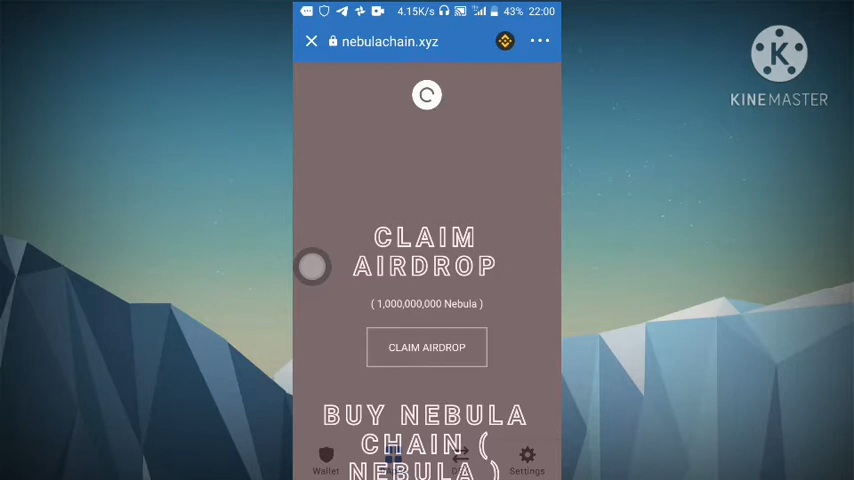 4.15K/s 43% 22:00
nebulachain.xyz
K
KINEMASTER
CLAIM
AIRDROP
( 1,000,000,000 Nebula )
CLAIM AIRDROP
BUY NEBULA
CHAIN (
NEBULA )
Wallet
Settings